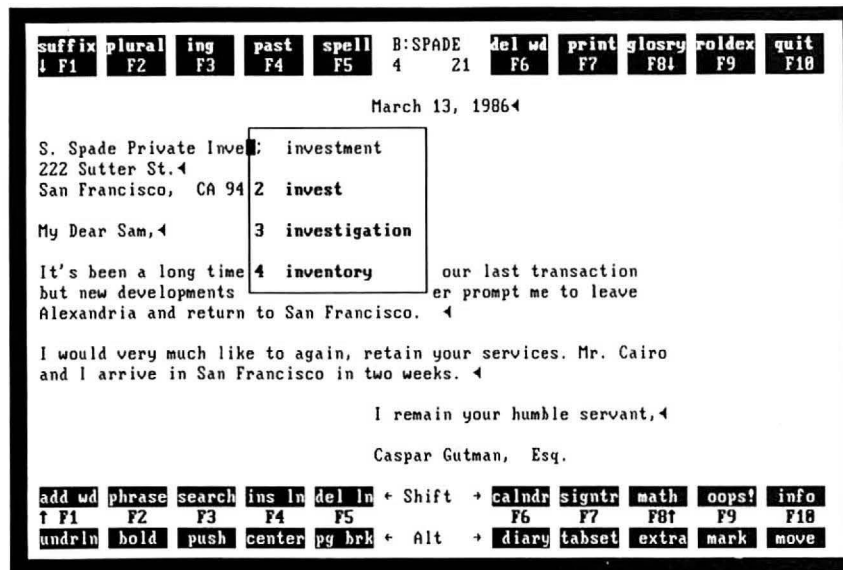 suffix plural ing past spell B:SPADE del wd print glosry roldex quit
↓ F1 F2 F3 F4 F5 4 21 F6 F7 F8↓ F9 F10
March 13, 1986
S. Spade Private Inve : investment
222 Sutter St.
San Francisco, CA 94 2 invest
My Dear Sam, 3 investigation
It's been a long time 4 inventory our last transaction
but new developments er prompt me to leave
Alexandria and return to San Francisco.
I would very much like to again, retain your services. Mr. Cairo
and I arrive in San Francisco in two weeks.
I remain your humble servant,
Caspar Gutman, Esq.
add wd phrase search ins ln del ln ← Shift → calndr signtr math oops! info
↑ F1 F2 F3 F4 F5 F6 F7 F8↑ F9 F10
undrln bold push center pg brk ← Alt → diary tabset extra mark move